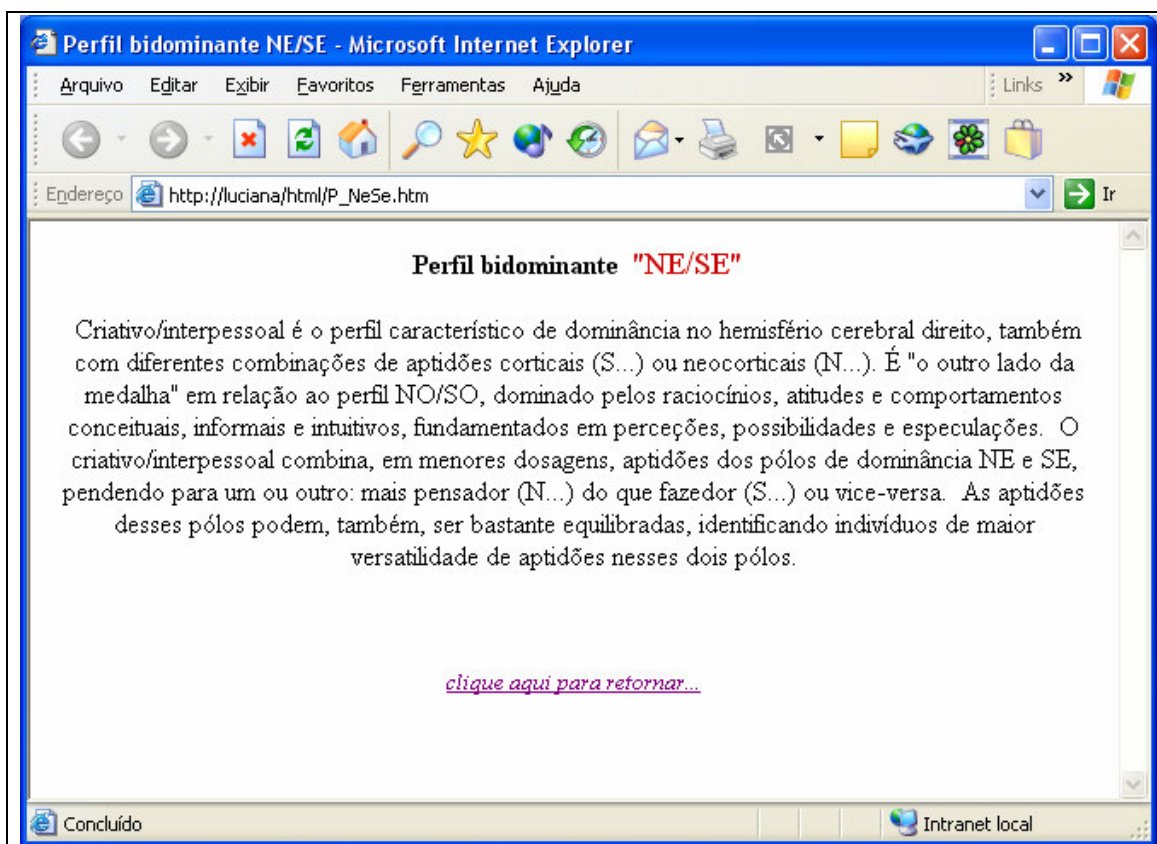 Perfil bidominante NE/SE - Microsoft Internet Explorer
Arquivo Editar Exibir Favoritos Ferramentas Ajuda Links »
Endereço http://luciana/html/P_NeSe.htm Ir
Perfil bidominante "NE/SE"
Criativo/interpessoal é o perfil característico de dominância no hemisfério cerebral direito, também
com diferentes combinações de aptidões corticais (S...) ou neocorticais (N...). É "o outro lado da
medalha" em relação ao perfil NO/SO, dominado pelos raciocínios, atitudes e comportamentos
conceituais, informais e intuitivos, fundamentados em perceções, possibilidades e especulações. O
criativo/interpessoal combina, em menores dosagens, aptidões dos pólos de dominância NE e SE,
pendendo para um ou outro: mais pensador (N...) do que fazedor (S...) ou vice-versa. As aptidões
desses pólos podem, também, ser bastante equilibradas, identificando indivíduos de maior
versatilidade de aptidões nesses dois pólos.
clique aqui para retornar...
Concluído Intranet local